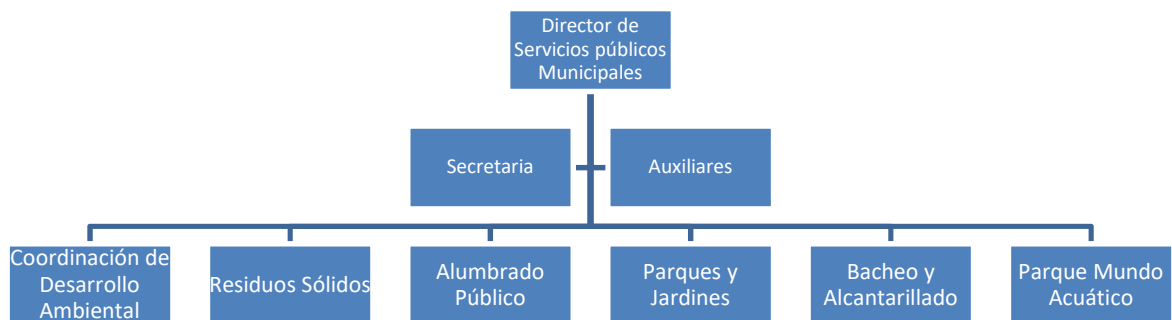 Director de
Servicios públicos
Municipales
Secretaria
Auxiliares
Coordinación de
Desarrollo
Ambiental
Residuos Sólidos
Alumbrado
Público
Parques y
Jardines
Bacheo y
Alcantarillado
Parque Mundo
Acuático